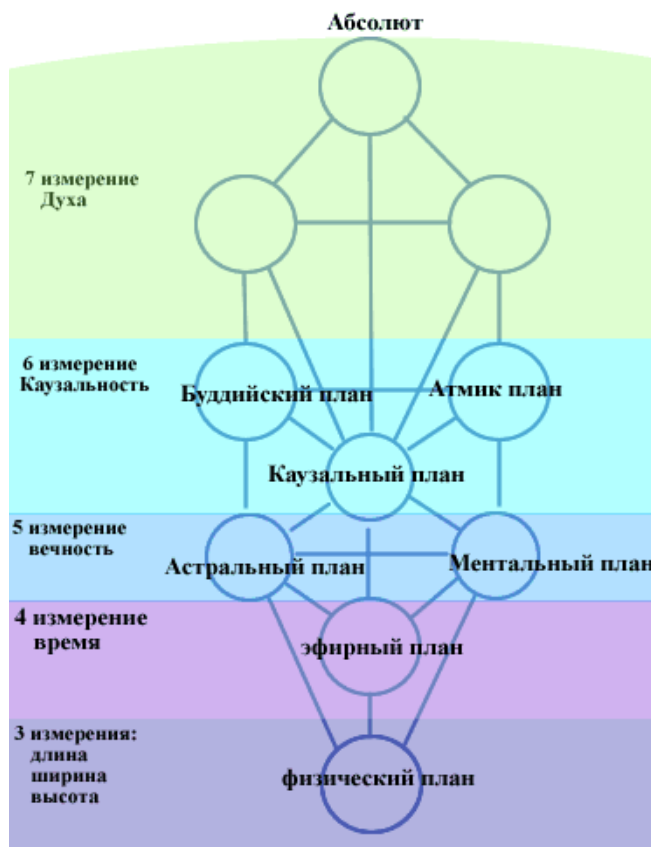 Абсолют
7 измерение
Духа
6 измерение
Каузальность
Буддийский план
Атмик план
Каузальный план
5 измерение
вечность
Астральный план
Ментальный план
4 измерение
время
эфирный план
3 измерения:
длина
ширина
высота
физический план